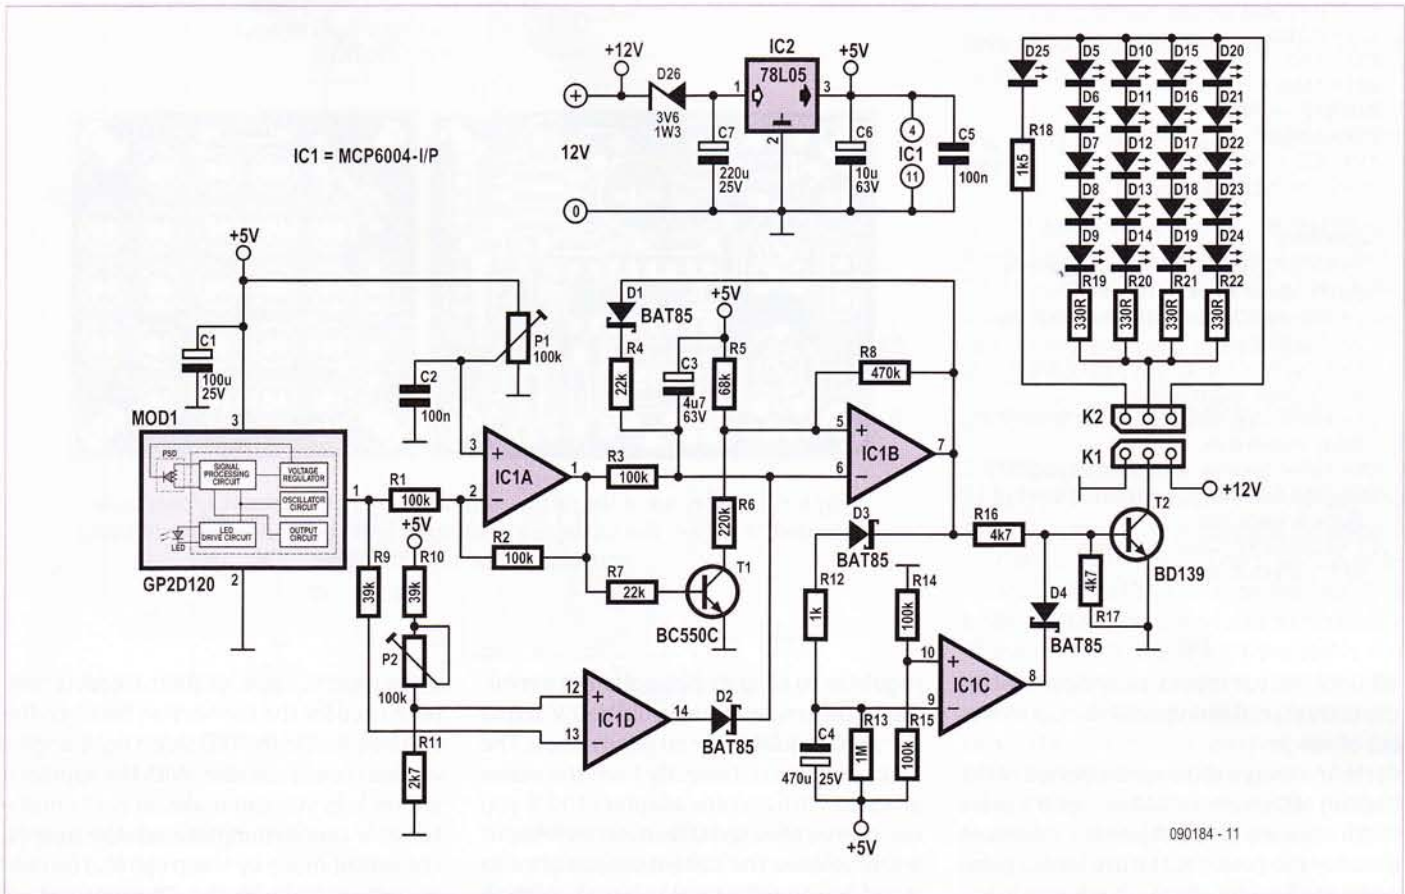 +12V
IC2
+5V
D26
78L05
1
3
3V6
1W3
2
C7
220u
25V
C6
10u
63V
4
IC1
11
C5
100n
12V
+
0
IC1 = MCP6004-I/P
D25
D5
D10
D15
D20
D6
D11
D16
D21
R18
1k5
D7
D12
D17
D22
D8
D13
D18
D23
D9
D14
D19
D24
R19
R20
R21
R22
330R
330R
330R
330R
K2
K1
+12V
T2
BD139
+5V
C1
100u
25V
C2
100n
P1
100k
D1
BAT85
+5V
R4
22k
C3
4u7
63V
R5
68k
R8
470k
MOD1
3
PSD
SIGNAL
PROCESSING
CIRCUIT
VOLTAGE
REGULATOR
OSCILLATOR
CIRCUIT
LED
DRIVE CIRCUIT
OUTPUT
CIRCUIT
LED
1
2
GP2D120
R1
100k
+5V
3
+
2
−
IC1A
1
R2
100k
R3
100k
R6
220k
R7
22k
T1
BC550C
5
+
6
−
IC1B
7
R9
39k
R10
39k
P2
100k
R11
2k7
12
+
13
−
IC1D
14
D2
BAT85
D3
BAT85
R12
1k
R14
100k
R16
4k7
4k7
R17
D4
BAT85
10
+
9
−
IC1C
8
C4
470u
25V
R13
1M
R15
100k
+5V
090184 - 11